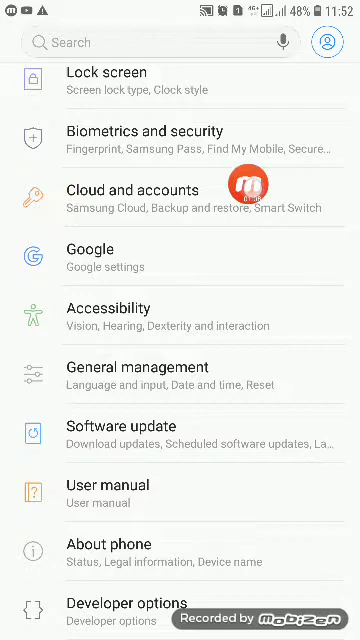 48% 11:52
Search
Lock screen
Screen lock type, Clock style
Biometrics and security
Fingerprint, Samsung Pass, Find My Mobile, Secure...
Cloud and accounts
Samsung Cloud, Backup and restore, Smart Switch
Google
Google settings
Accessibility
Vision, Hearing, Dexterity and interaction
General management
Language and input, Date and time, Reset
Software update
Download updates, Scheduled software updates, La...
User manual
User manual
About phone
Status, Legal information, Device name
Developer options
Developer options
Recorded by Mobizen